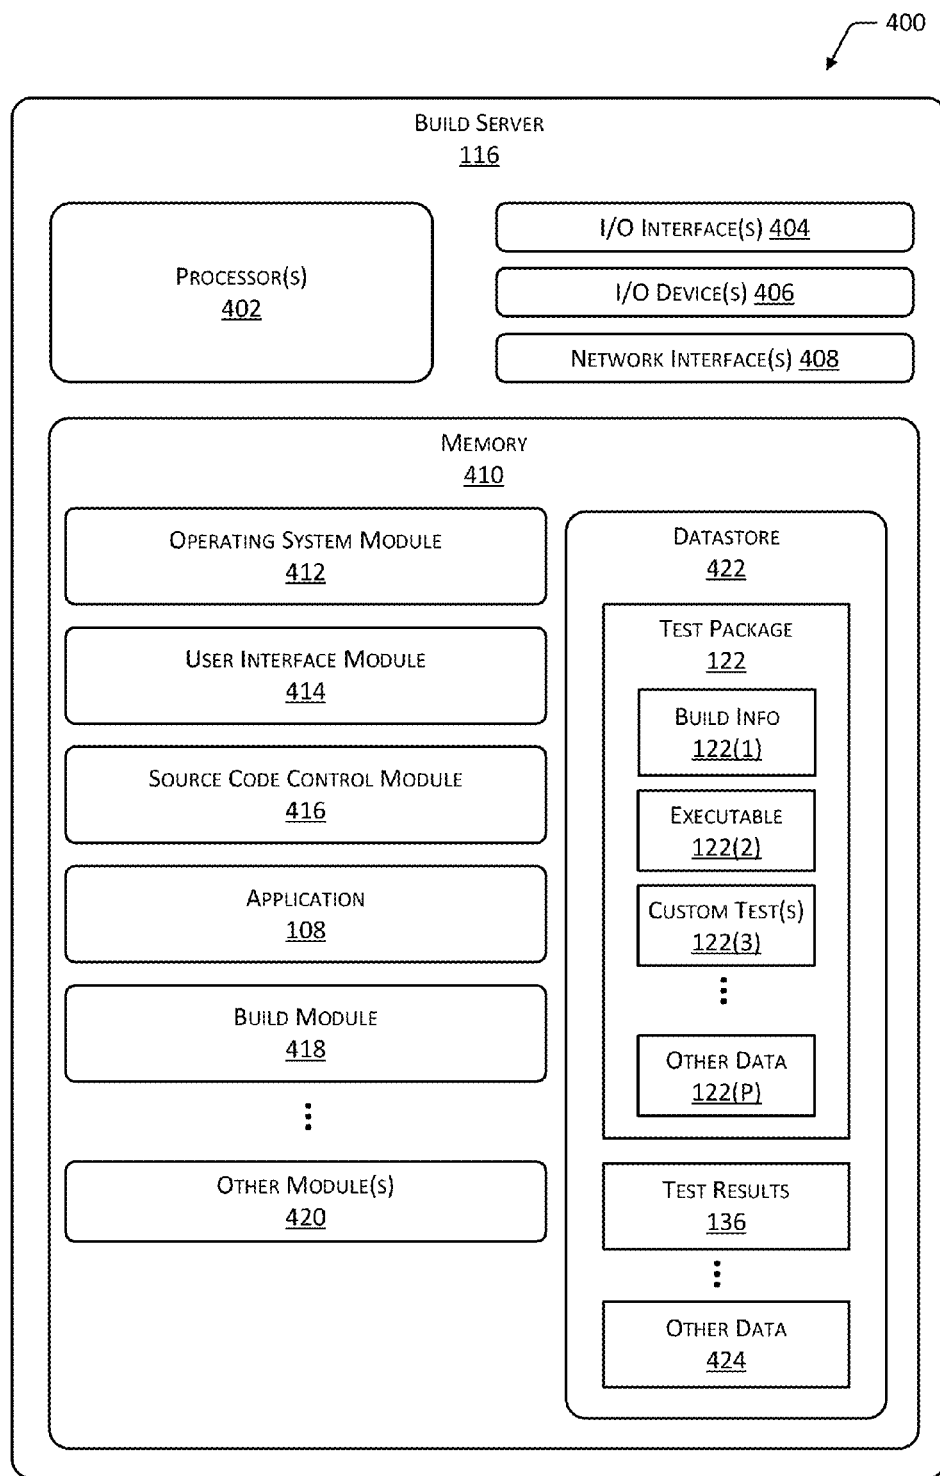 400
BUILD SERVER
116
PROCESSOR(S)
402
I/O INTERFACE(S) 404
I/O DEVICE(S) 406
NETWORK INTERFACE(S) 408
MEMORY
410
OPERATING SYSTEM MODULE
412
USER INTERFACE MODULE
414
SOURCE CODE CONTROL MODULE
416
APPLICATION
108
BUILD MODULE
418
OTHER MODULE(S)
420
DATASTORE
422
TEST PACKAGE
122
BUILD INFO
122(1)
EXECUTABLE
122(2)
CUSTOM TEST(S)
122(3)
OTHER DATA
122(P)
TEST RESULTS
136
OTHER DATA
424